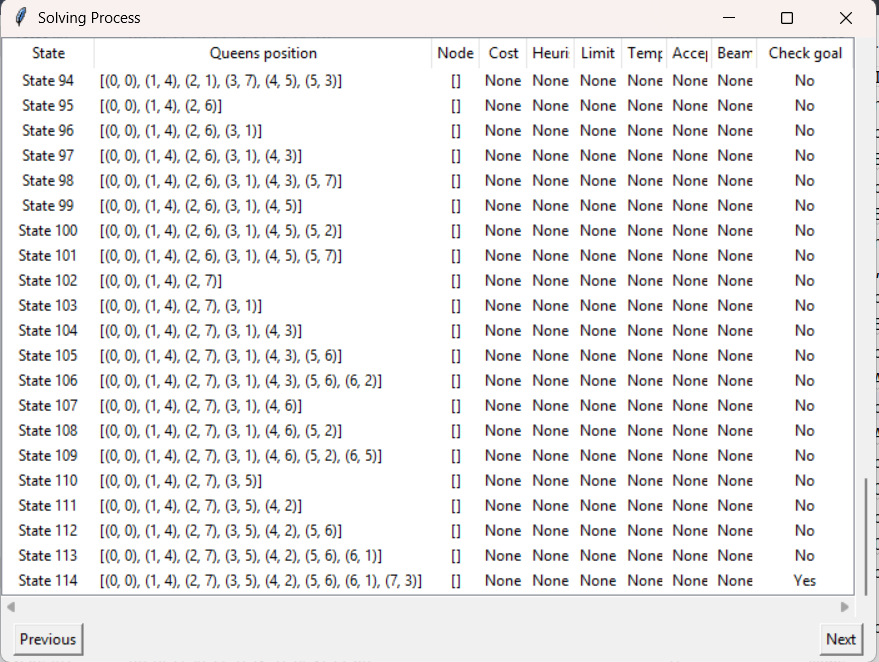 Solving Process
State Queens position Node Cost Heuri Limit Temp Accep Beam Check goal
State 94 [(0, 0), (1, 4), (2, 1), (3, 7), (4, 5), (5, 3)] [] None None None None None None No
State 95 [(0, 0), (1, 4), (2, 6)] [] None None None None None None No
State 96 [(0, 0), (1, 4), (2, 6), (3, 1)] [] None None None None None None No
State 97 [(0, 0), (1, 4), (2, 6), (3, 1), (4, 3)] [] None None None None None None No
State 98 [(0, 0), (1, 4), (2, 6), (3, 1), (4, 3), (5, 7)] [] None None None None None None No
State 99 [(0, 0), (1, 4), (2, 6), (3, 1), (4, 5)] [] None None None None None None No
State 100 [(0, 0), (1, 4), (2, 6), (3, 1), (4, 5), (5, 2)] [] None None None None None None No
State 101 [(0, 0), (1, 4), (2, 6), (3, 1), (4, 5), (5, 7)] [] None None None None None None No
State 102 [(0, 0), (1, 4), (2, 7)] [] None None None None None None No
State 103 [(0, 0), (1, 4), (2, 7), (3, 1)] [] None None None None None None No
State 104 [(0, 0), (1, 4), (2, 7), (3, 1), (4, 3)] [] None None None None None None No
State 105 [(0, 0), (1, 4), (2, 7), (3, 1), (4, 3), (5, 6)] [] None None None None None None No
State 106 [(0, 0), (1, 4), (2, 7), (3, 1), (4, 3), (5, 6), (6, 2)] [] None None None None None None No
State 107 [(0, 0), (1, 4), (2, 7), (3, 1), (4, 6)] [] None None None None None None No
State 108 [(0, 0), (1, 4), (2, 7), (3, 1), (4, 6), (5, 2)] [] None None None None None None No
State 109 [(0, 0), (1, 4), (2, 7), (3, 1), (4, 6), (5, 2), (6, 5)] [] None None None None None None No
State 110 [(0, 0), (1, 4), (2, 7), (3, 5)] [] None None None None None None No
State 111 [(0, 0), (1, 4), (2, 7), (3, 5), (4, 2)] [] None None None None None None No
State 112 [(0, 0), (1, 4), (2, 7), (3, 5), (4, 2), (5, 6)] [] None None None None None None No
State 113 [(0, 0), (1, 4), (2, 7), (3, 5), (4, 2), (5, 6), (6, 1)] [] None None None None None None No
State 114 [(0, 0), (1, 4), (2, 7), (3, 5), (4, 2), (5, 6), (6, 1), (7, 3)] [] None None None None None None Yes
Previous Next